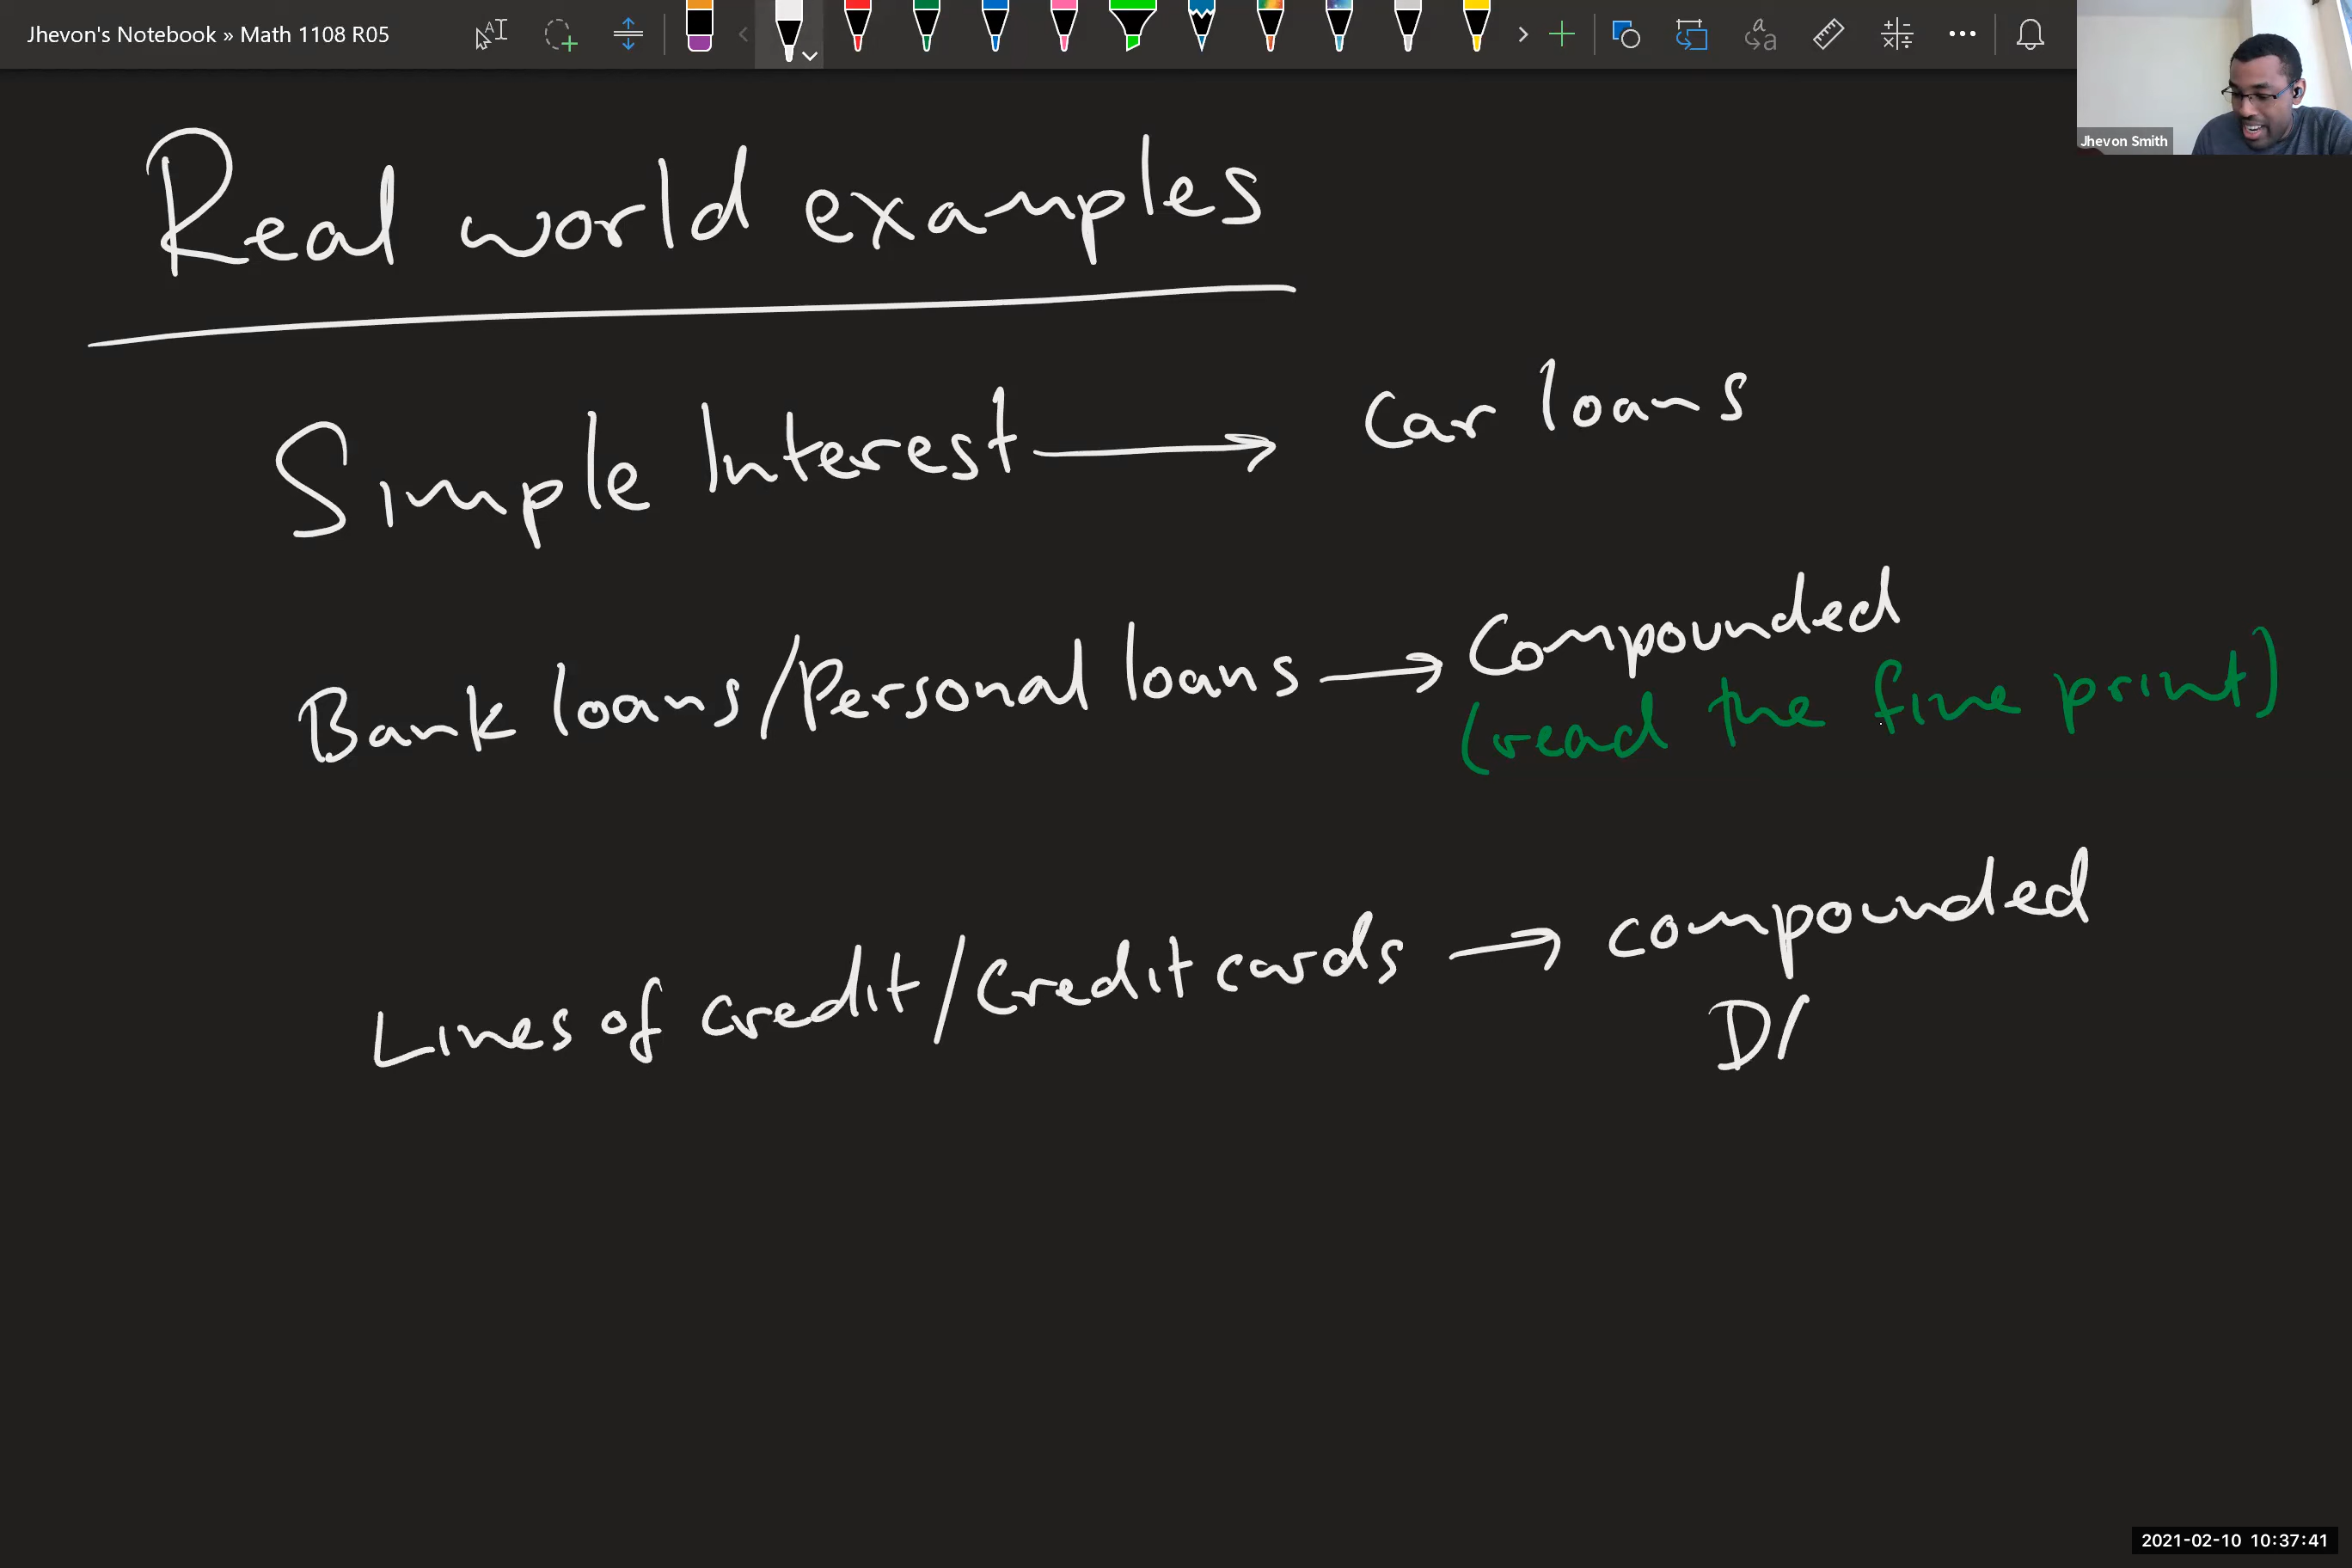 Jhevon's Notebook » Math 1108 R05
Jhevon Smith
Real world examples
Simple Interest → Car loans
Bank loans/Personal loans → Compounded
(read the fine print)
Lines of credit/Credit cards → compounded
2021-02-10 10:37:41